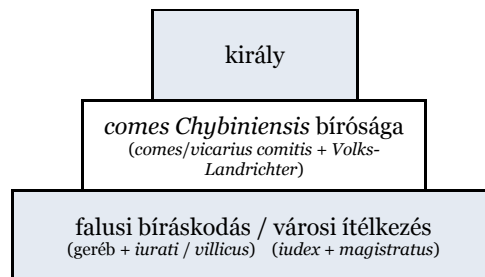 király
comes Chybiniensis bírósága
(comes/vicarius comitis + Volks-
Landrichter)
falusi bíráskodás / városi ítélkezés
(geréb + iurati / villicus) (iudex + magistratus)